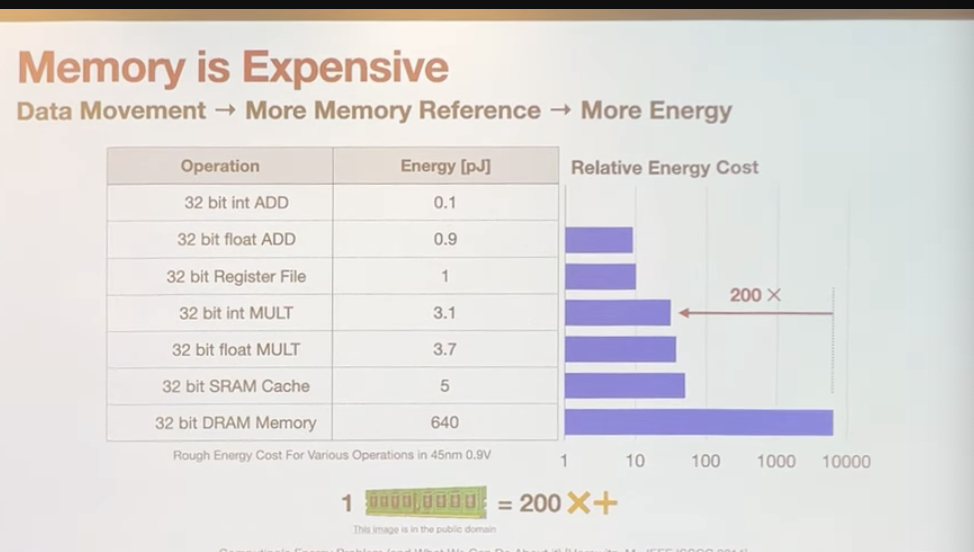 Memory is Expensive
Data Movement → More Memory Reference → More Energy
Operation Energy [pJ] Relative Energy Cost
32 bit int ADD 0.1
32 bit float ADD 0.9
32 bit Register File 1
32 bit int MULT 3.1
200 ×
32 bit float MULT 3.7
32 bit SRAM Cache 5
32 bit DRAM Memory 640
Rough Energy Cost For Various Operations in 45nm 0.9V
1 10 100 1000 10000
1 = 200 ×+
This image is in the public domain